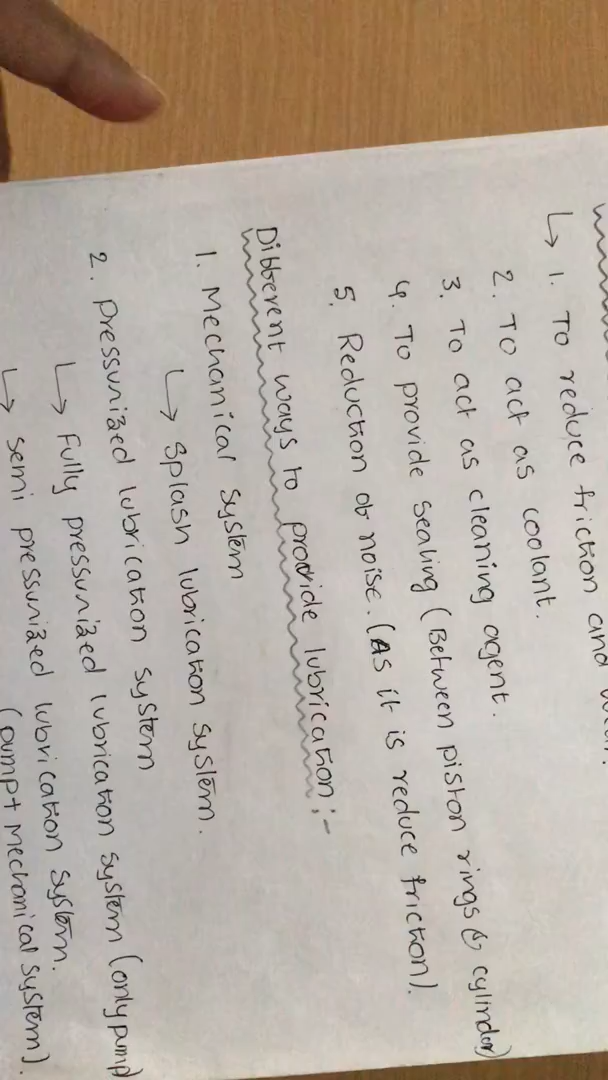 ↳ 1. To reduce friction and wear.
2. To act as coolant.
3. To act as cleaning agent.
4. To provide sealing (Between piston rings & cylinder)
5. Reduction of noise. (As it is reduce friction).
Different ways to provide lubrication :-
1. Mechanical system
↳ Splash lubrication system.
2. Pressurized lubrication system
↳ Fully pressurized lubrication system (only pump)
↳ Semi pressurized lubrication system.
(pump + Mechanical system).